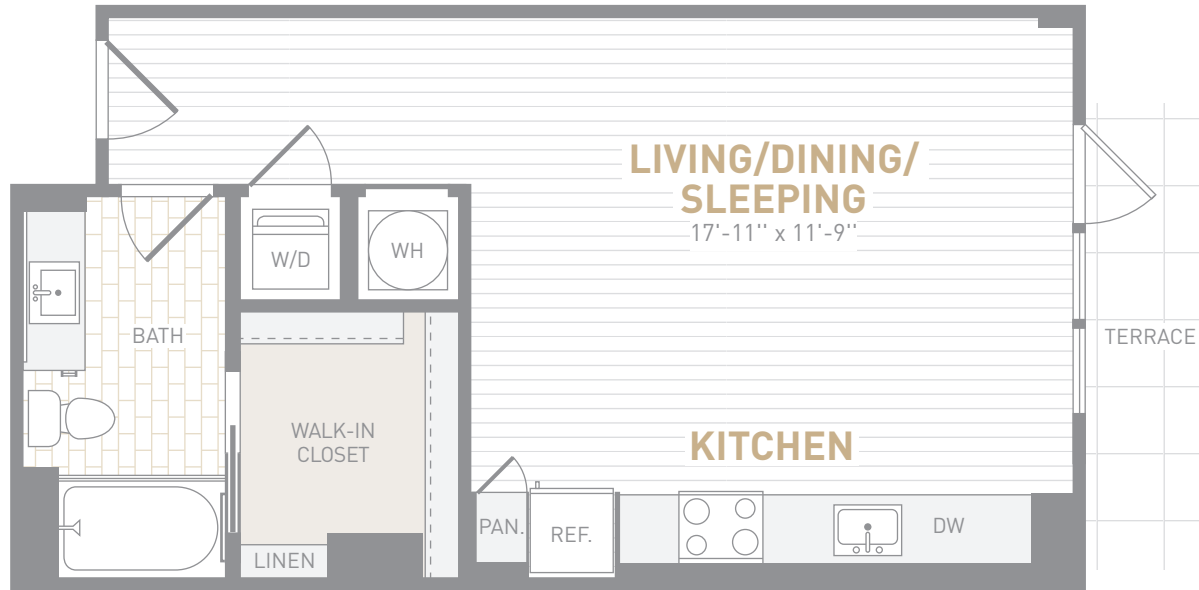 LIVING/DINING/
SLEEPING
17'-11'' x 11'-9''
W/D
WH
BATH
TERRACE
WALK-IN
CLOSET
KITCHEN
PAN.
REF.
DW
LINEN